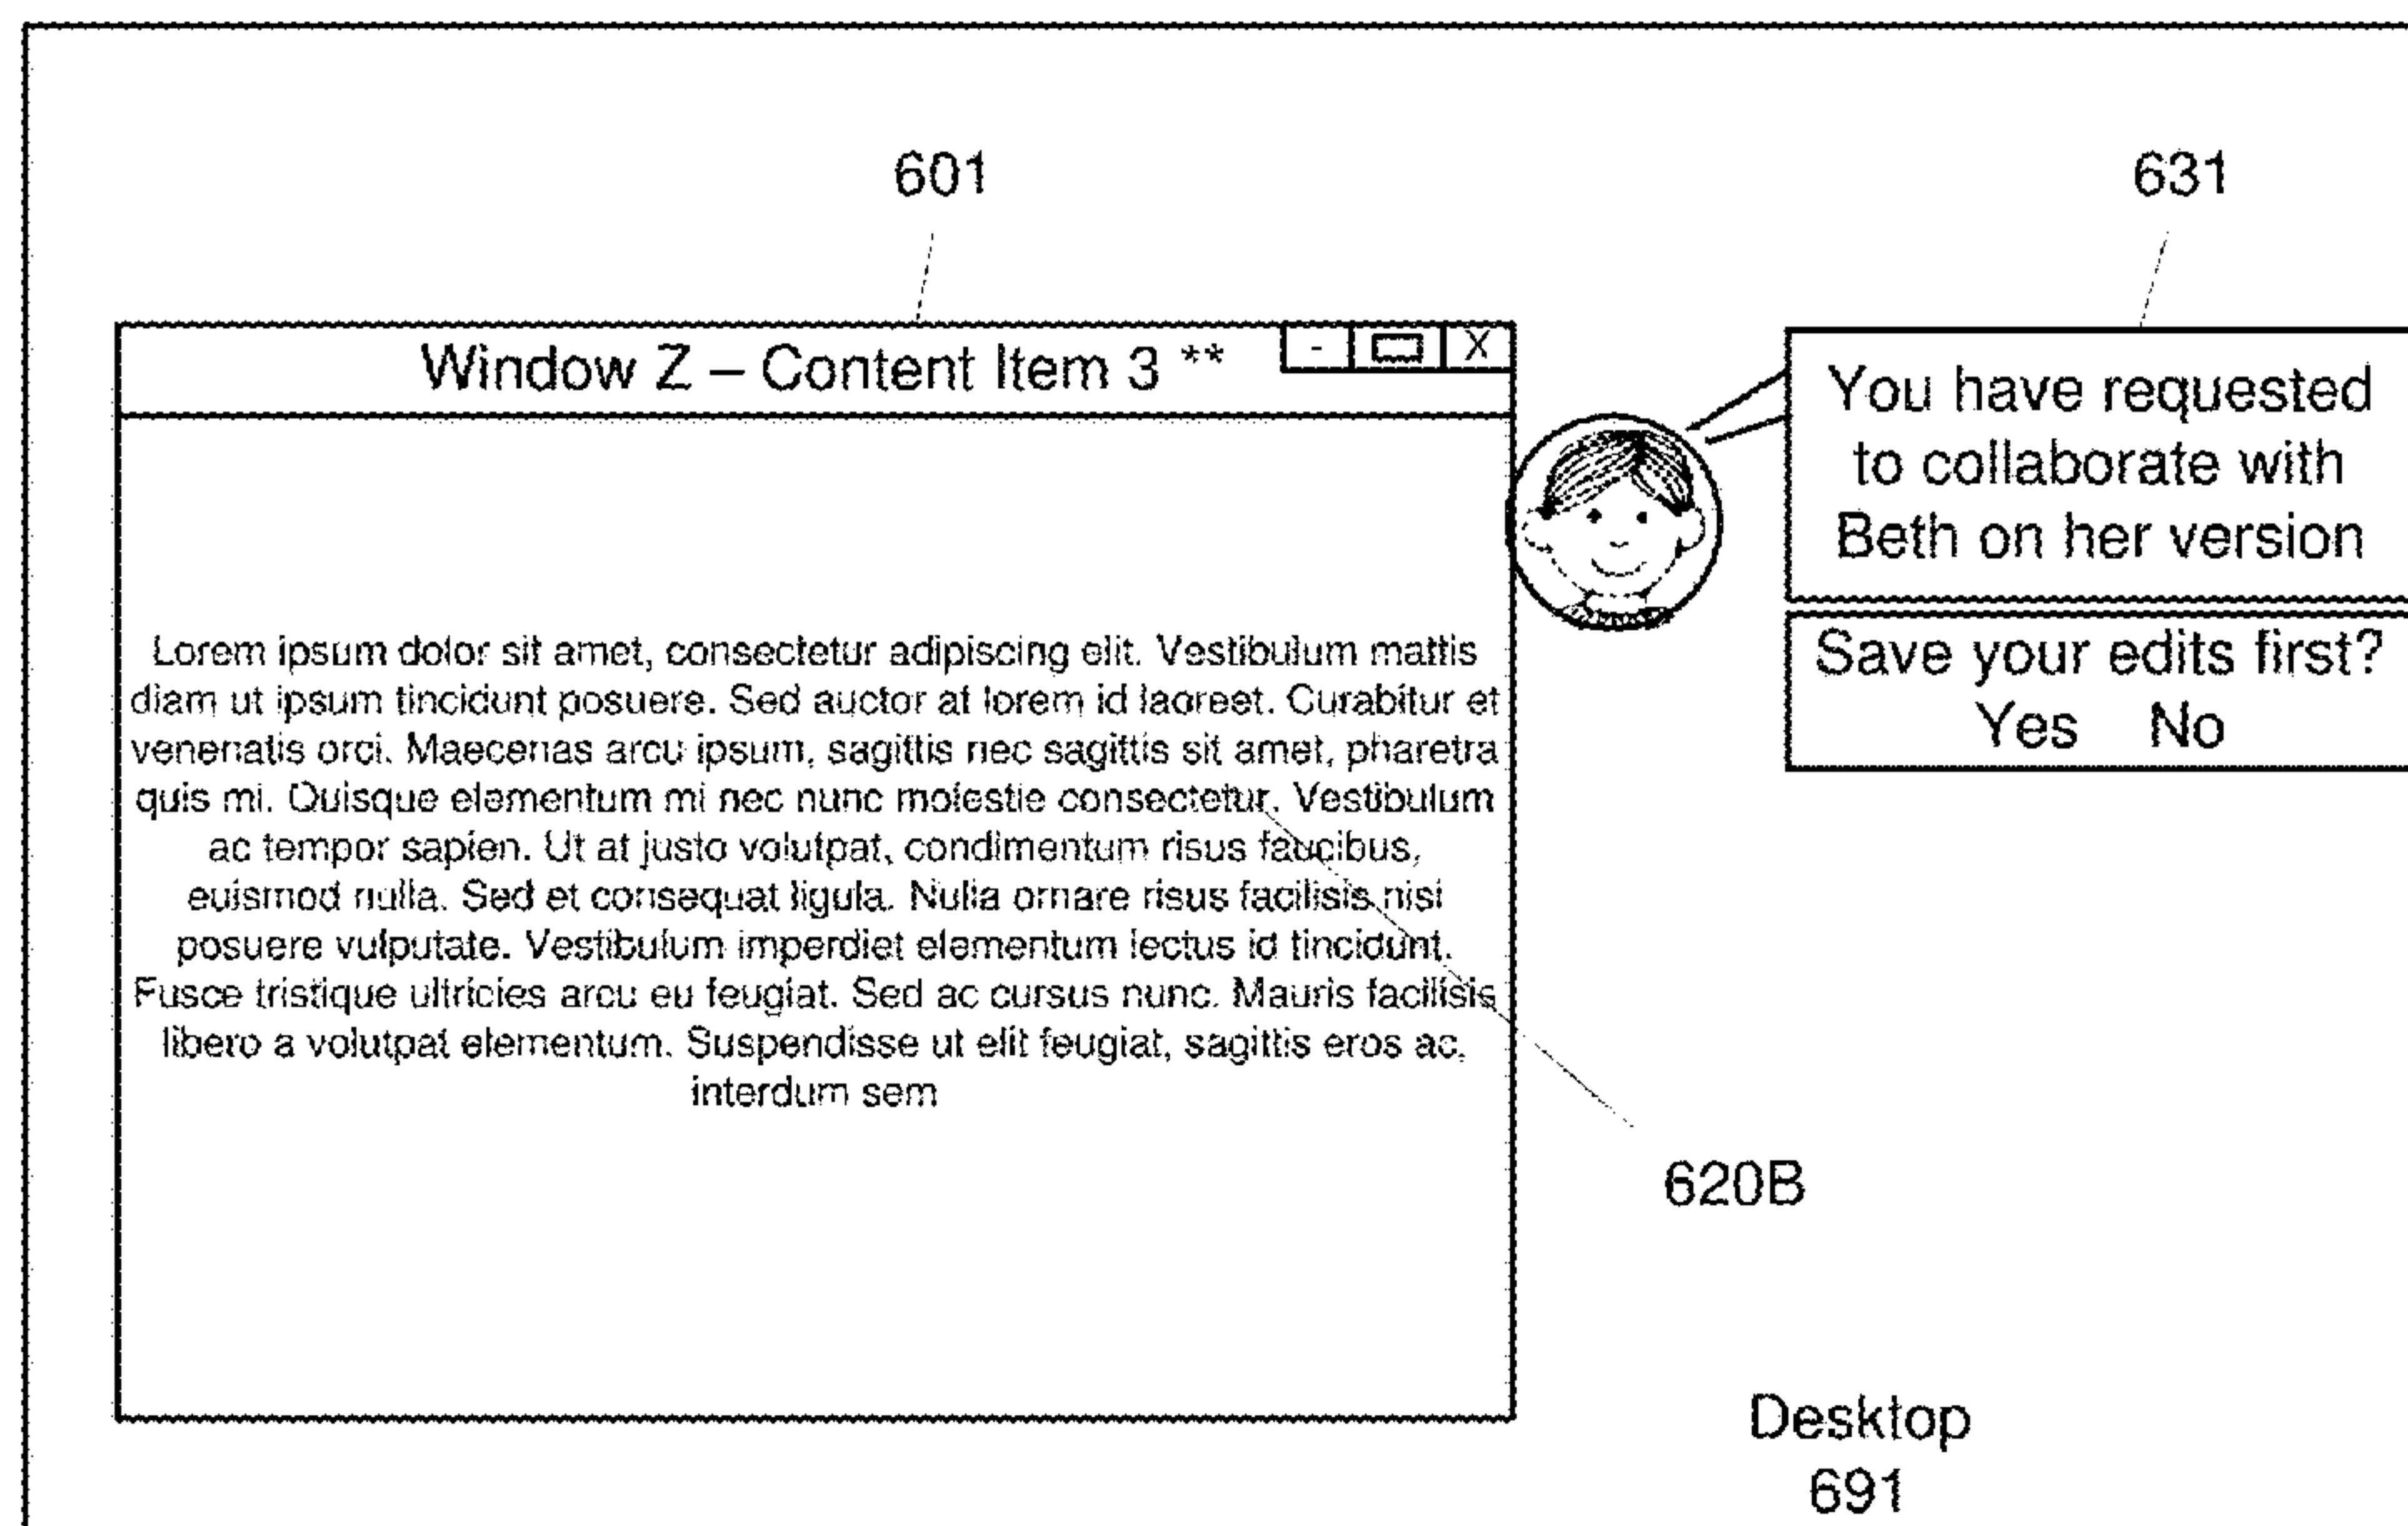 601
631
Window Z – Content Item 3 **
- X
You have requested
to collaborate with
Beth on her version
Save your edits first?
Yes No
Lorem ipsum dolor sit amet, consectetur adipiscing elit. Vestibulum mattis
diam ut ipsum tincidunt posuere. Sed auctor at lorem id laoreet. Curabitur et
venenatis orci. Maecenas arcu ipsum, sagittis nec sagittis sit amet, pharetra
quis mi. Quisque elementum mi nec nunc molestie consectetur. Vestibulum
ac tempor sapien. Ut at justo volutpat, condimentum risus faucibus,
euismod nulla. Sed et consequat ligula. Nulla ornare risus facilisis nisl
posuere vulputate. Vestibulum imperdiet elementum lectus id tincidunt.
Fusce tristique ultricies arcu eu feugiat. Sed ac cursus nunc. Mauris facilisis
libero a volutpat elementum. Suspendisse ut elit feugiat, sagittis eros ac,
interdum sem
620B
Desktop
691